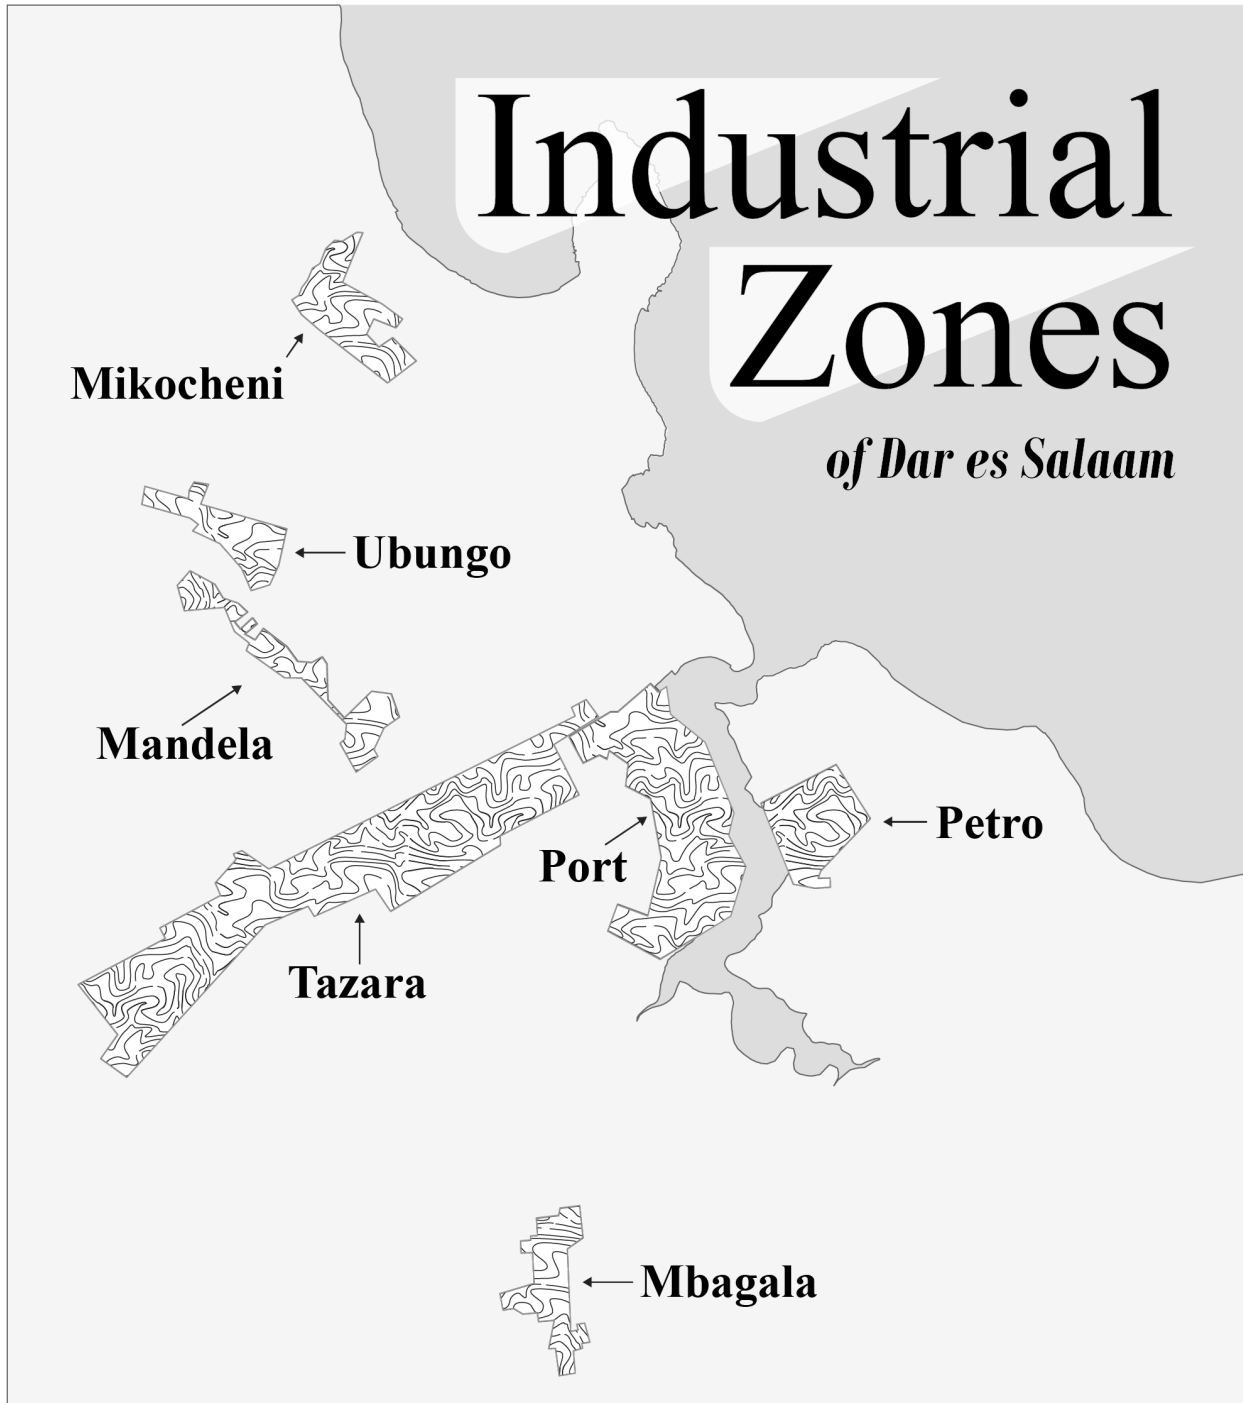 Industrial
Zones
of Dar es Salaam
Mikocheni
Ubungo
Mandela
Petro
Port
Tazara
Mbagala